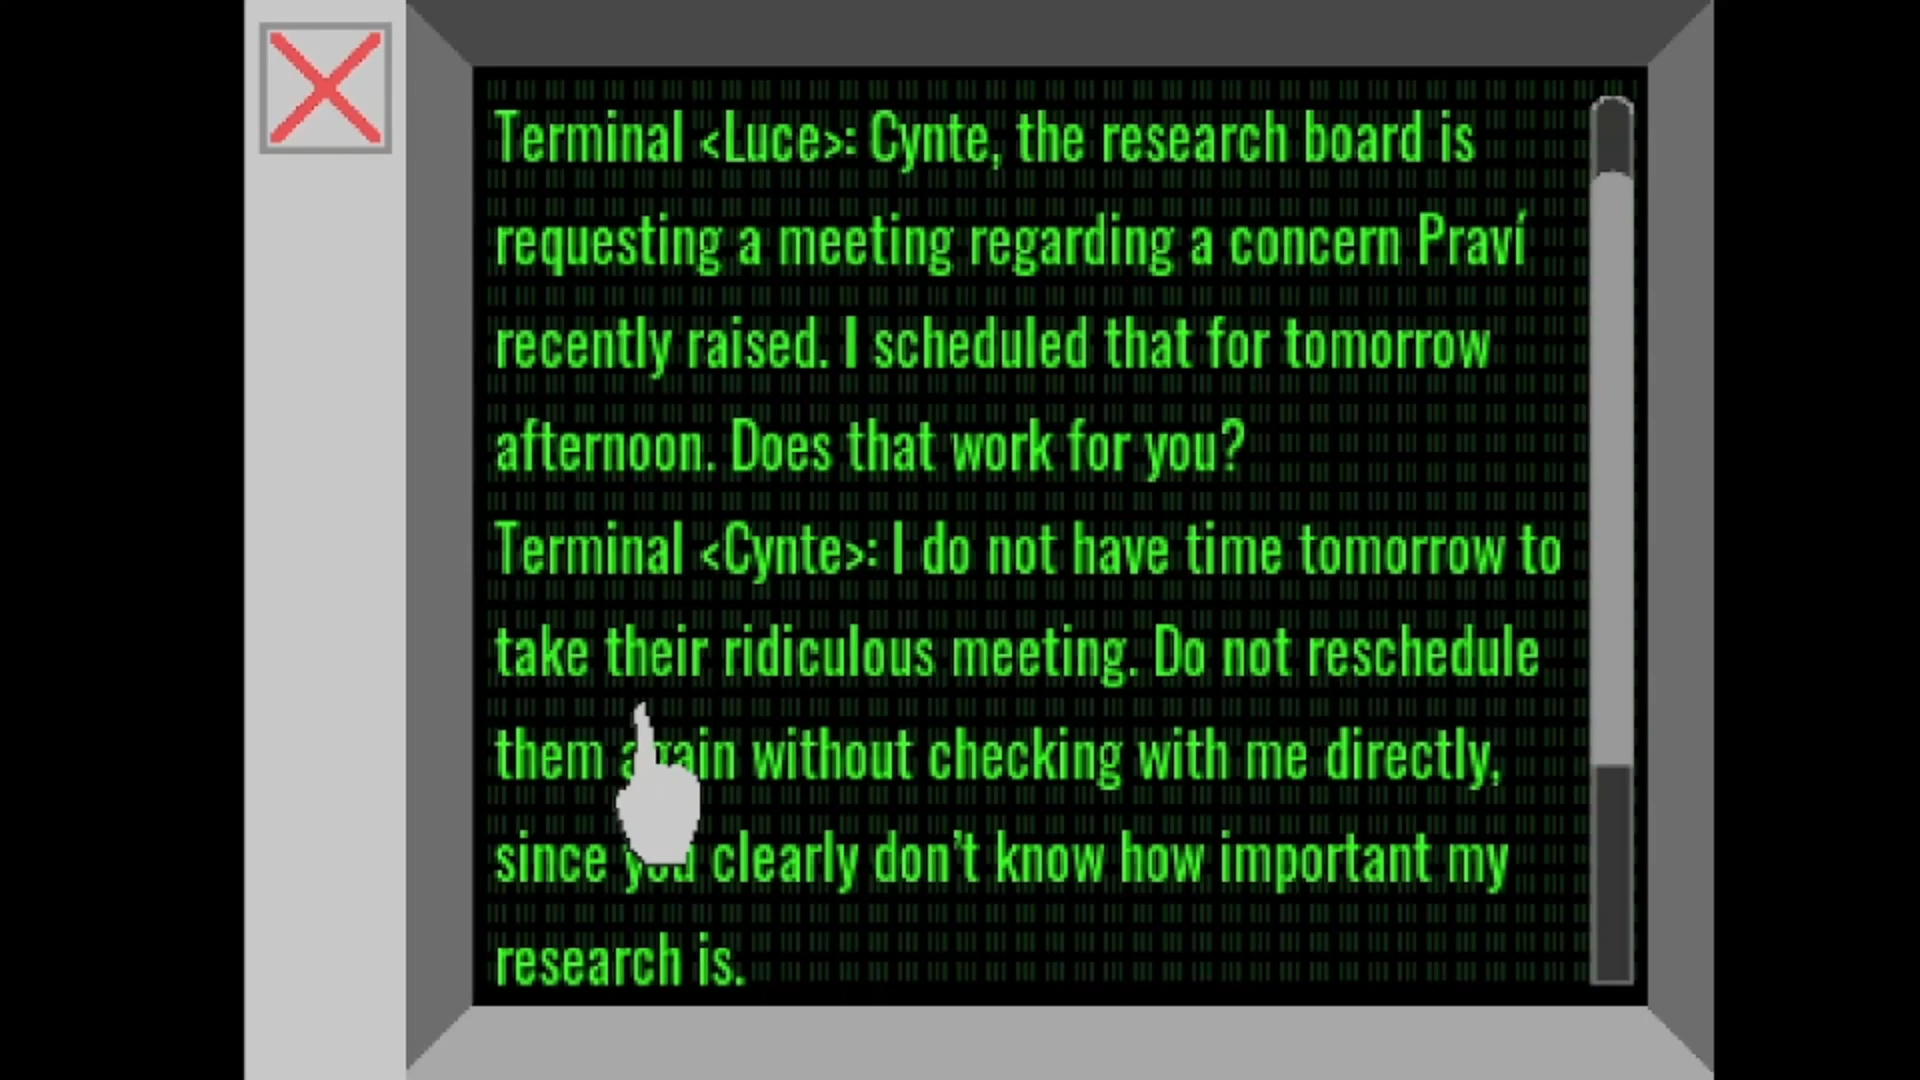 Terminal <Luce>: Cynte, the research board is
requesting a meeting regarding a concern Praví
recently raised. I scheduled that for tomorrow
afternoon. Does that work for you?
Terminal <Cynte>: I do not have time tomorrow to
take their ridiculous meeting. Do not reschedule
them again without checking with me directly,
since you clearly don't know how important my
research is.